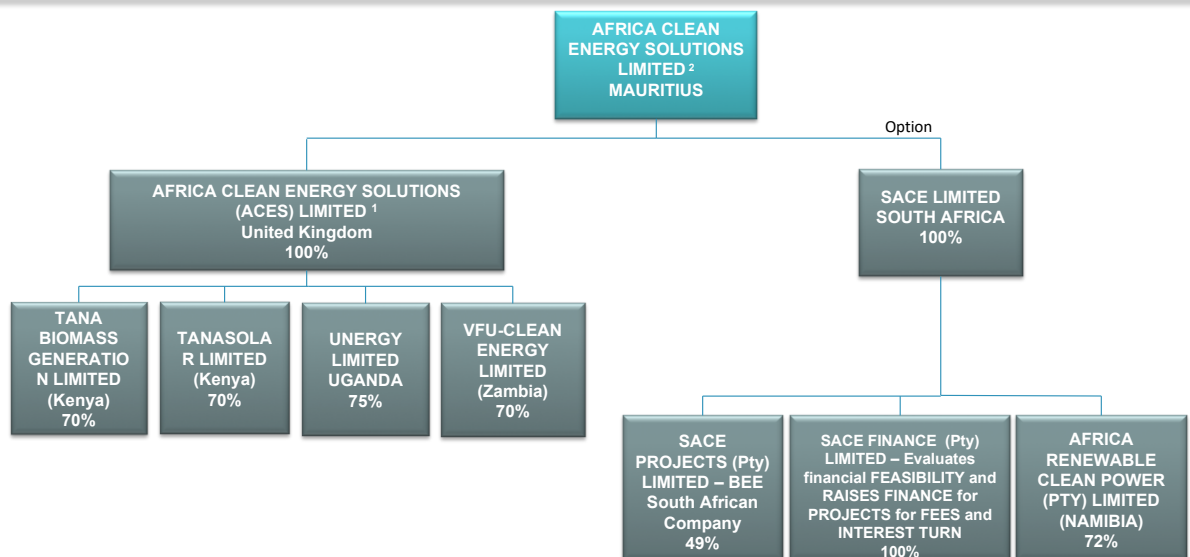 AFRICA CLEAN
ENERGY SOLUTIONS
LIMITED ²
MAURITIUS
Option
AFRICA CLEAN ENERGY SOLUTIONS
(ACES) LIMITED ¹
United Kingdom
100%
SACE LIMITED
SOUTH AFRICA
100%
TANA
BIOMASS
GENERATIO
N LIMITED
(Kenya)
70%
TANASOLA
R LIMITED
(Kenya)
70%
UNERGY
LIMITED
UGANDA
75%
VFU-CLEAN
ENERGY
LIMITED
(Zambia)
70%
SACE
PROJECTS (Pty)
LIMITED – BEE
South African
Company
49%
SACE FINANCE (Pty)
LIMITED – Evaluates
financial FEASIBILITY and
RAISES FINANCE for
PROJECTS for FEES and
INTEREST TURN
100%
AFRICA
RENEWABLE
CLEAN POWER
(PTY) LIMITED
(NAMIBIA)
72%